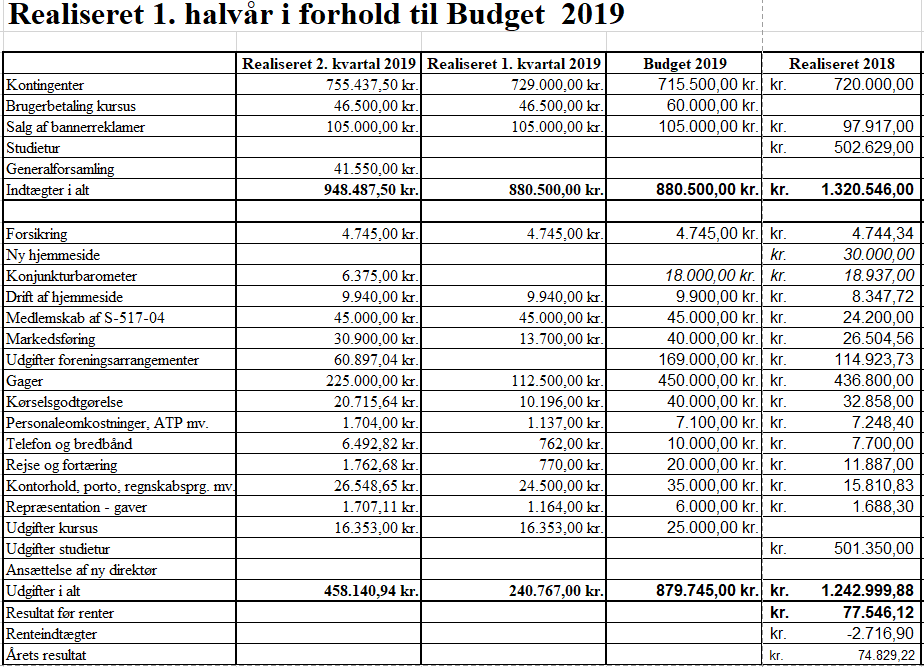 Realiseret 1. halvår i forhold til Budget 2019
Realiseret 2. kvartal 2019 Realiseret 1. kvartal 2019 Budget 2019 Realiseret 2018
Kontingenter 755.437,50 kr. 729.000,00 kr. 715.500,00 kr. kr. 720.000,00
Brugerbetaling kursus 46.500,00 kr. 46.500,00 kr. 60.000,00 kr.
Salg af bannerreklamer 105.000,00 kr. 105.000,00 kr. 105.000,00 kr. kr. 97.917,00
Studietur kr. 502.629,00
Generalforsamling 41.550,00 kr.
Indtægter i alt 948.487,50 kr. 880.500,00 kr. 880.500,00 kr. kr. 1.320.546,00
Forsikring 4.745,00 kr. 4.745,00 kr. 4.745,00 kr. kr. 4.744,34
Ny hjemmeside kr. 30.000,00
Konjunkturbarometer 6.375,00 kr. 18.000,00 kr. kr. 18.937,00
Drift af hjemmeside 9.940,00 kr. 9.940,00 kr. 9.900,00 kr. kr. 8.347,72
Medlemskab af S-517-04 45.000,00 kr. 45.000,00 kr. 45.000,00 kr. kr. 24.200,00
Markedsføring 30.900,00 kr. 13.700,00 kr. 40.000,00 kr. kr. 26.504,56
Udgifter foreningsarrangementer 60.897,04 kr. 169.000,00 kr. kr. 114.923,73
Gager 225.000,00 kr. 112.500,00 kr. 450.000,00 kr. kr. 436.800,00
Kørselsgodtgørelse 20.715,64 kr. 10.196,00 kr. 40.000,00 kr. kr. 32.858,00
Personaleomkostninger, ATP mv. 1.704,00 kr. 1.137,00 kr. 7.100,00 kr. kr. 7.248,40
Telefon og bredbånd 6.492,82 kr. 762,00 kr. 10.000,00 kr. kr. 7.700,00
Rejse og fortæring 1.762,68 kr. 770,00 kr. 20.000,00 kr. kr. 11.887,00
Kontorhold, porto, regnskabsprg. mv. 26.548,65 kr. 24.500,00 kr. 35.000,00 kr. kr. 15.810,83
Repræsentation - gaver 1.707,11 kr. 1.164,00 kr. 6.000,00 kr. kr. 1.688,30
Udgifter kursus 16.353,00 kr. 16.353,00 kr. 25.000,00 kr.
Udgifter studietur kr. 501.350,00
Ansættelse af ny direktør
Udgifter i alt 458.140,94 kr. 240.767,00 kr. 879.745,00 kr. kr. 1.242.999,88
Resultat før renter kr. 77.546,12
Renteindtægter kr. -2.716,90
Årets resultat kr. 74.829,22